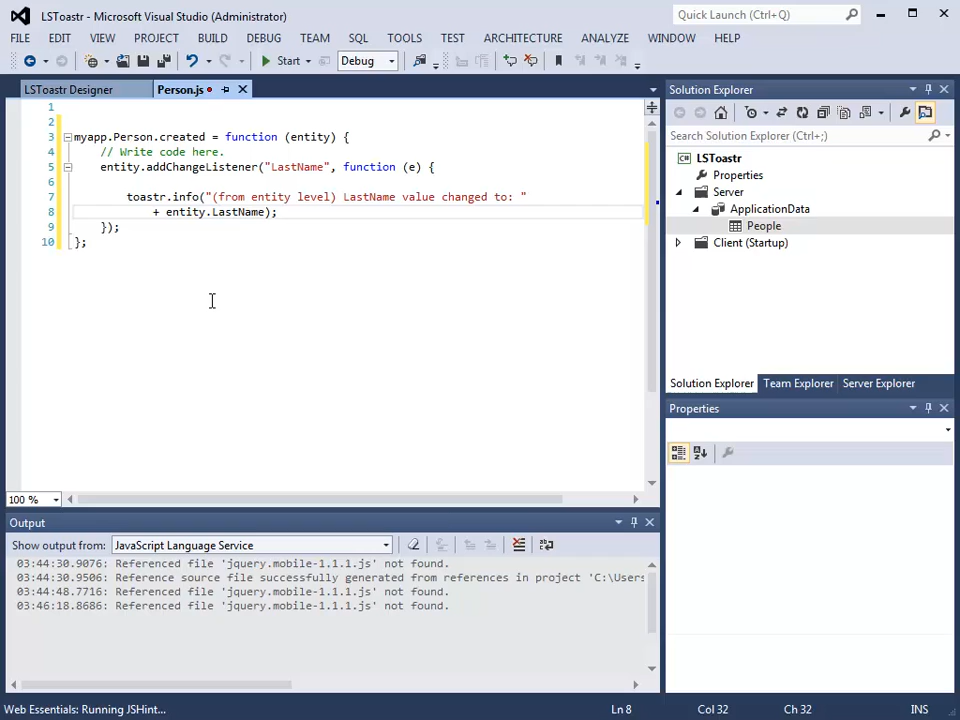 LSToastr - Microsoft Visual Studio (Administrator)
Quick Launch (Ctrl+Q)
FILE EDIT VIEW PROJECT BUILD DEBUG TEAM SQL TOOLS TEST ARCHITECTURE ANALYZE WINDOW HELP
Start Debug
LSToastr Designer Person.js
1
2
3 myapp.Person.created = function (entity) {
4 // Write code here.
5 entity.addChangeListener("LastName", function (e) {
6
7 toastr.info("(from entity level) LastName value changed to: "
8 + entity.LastName);
9 });
10 };
100 %
Solution Explorer
Search Solution Explorer (Ctrl+;)
LSToastr
Properties
Server
ApplicationData
People
Client (Startup)
Solution Explorer Team Explorer Server Explorer
Properties
Output
Show output from: JavaScript Language Service
03:44:30.9076: Referenced file 'jquery.mobile-1.1.1.js' not found.
03:44:30.9506: Reference source file successfully generated from references in project 'C:\Users
03:44:48.7716: Referenced file 'jquery.mobile-1.1.1.js' not found.
03:46:18.8686: Referenced file 'jquery.mobile-1.1.1.js' not found.
Web Essentials: Running JSHint... Ln 8 Col 32 Ch 32 INS